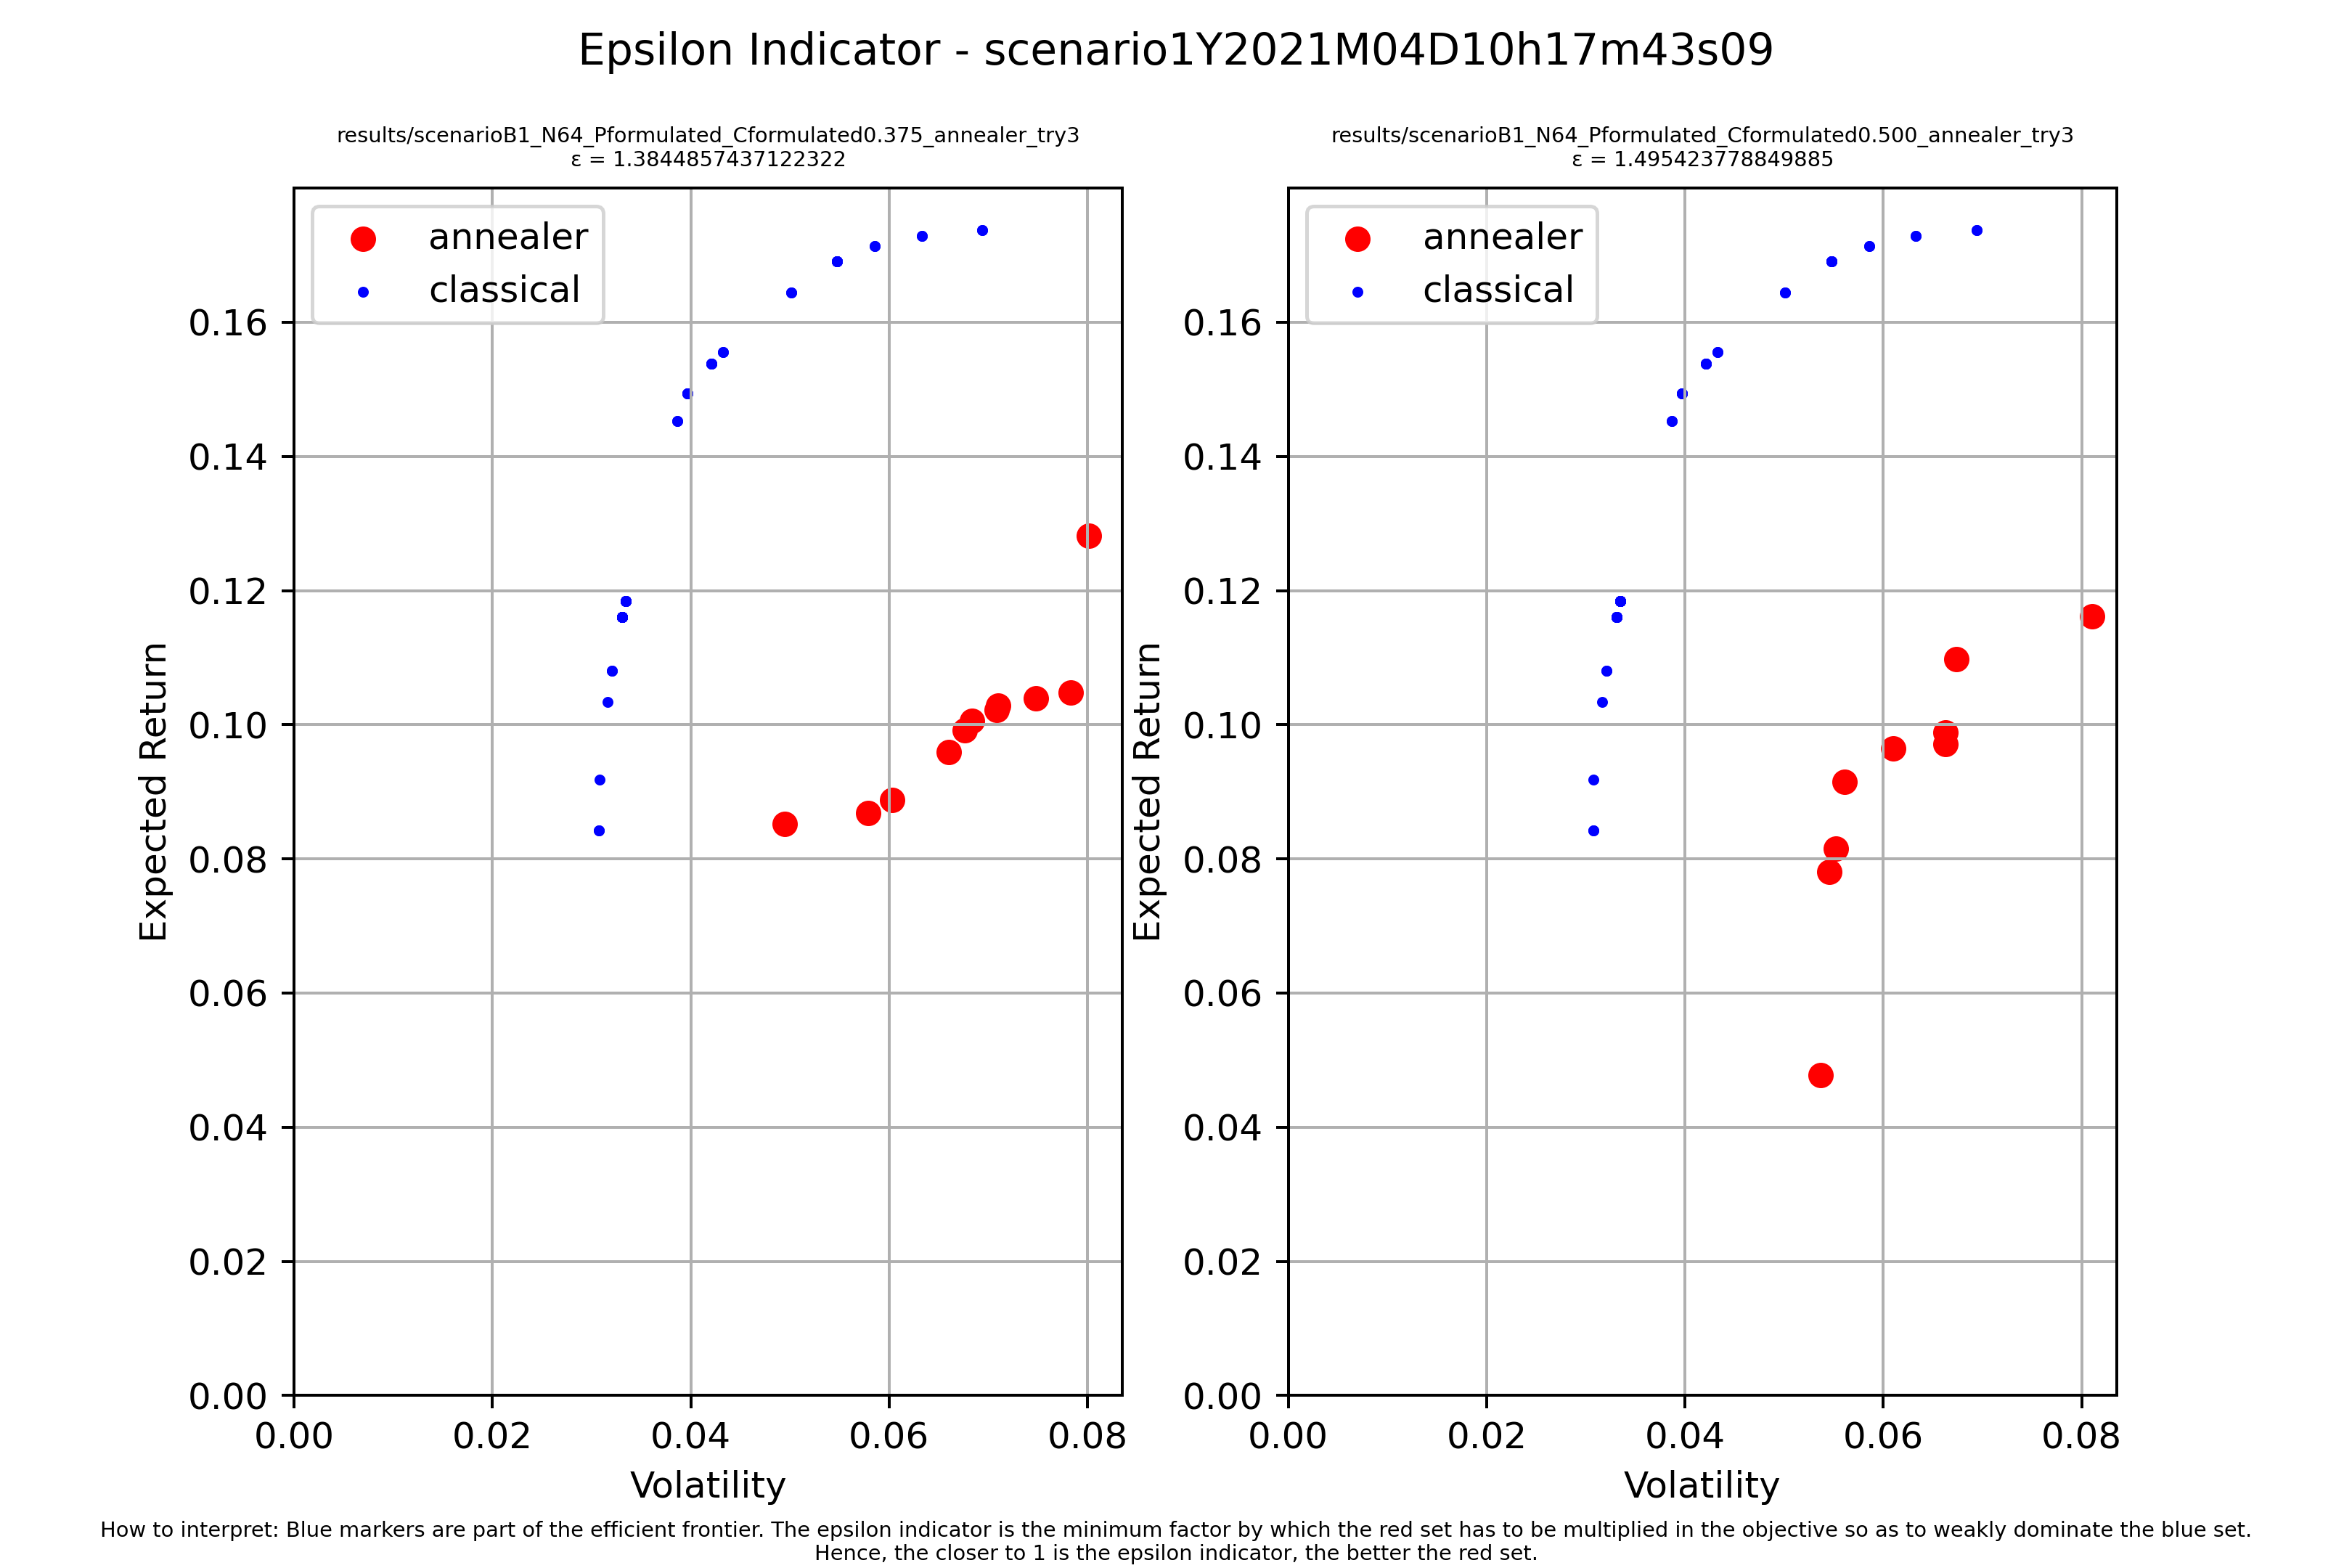 Epsilon Indicator - scenario1Y2021M04D10h17m43s09
results/scenarioB1_N64_Pformulated_Cformulated0.375_annealer_try3
ε = 1.3844857437122322
annealer
classical
0.16
0.14
0.12
0.10
0.08
0.06
0.04
0.02
0.00
Expected Return
0.00 0.02 0.04 0.06 0.08
Volatility
results/scenarioB1_N64_Pformulated_Cformulated0.500_annealer_try3
ε = 1.495423778849885
annealer
classical
0.16
0.14
0.12
0.10
0.08
0.06
0.04
0.02
0.00
Expected Return
0.00 0.02 0.04 0.06 0.08
Volatility
How to interpret: Blue markers are part of the efficient frontier. The epsilon indicator is the minimum factor by which the red set has to be multiplied in the objective so as to weakly dominate the blue set.
Hence, the closer to 1 is the epsilon indicator, the better the red set.